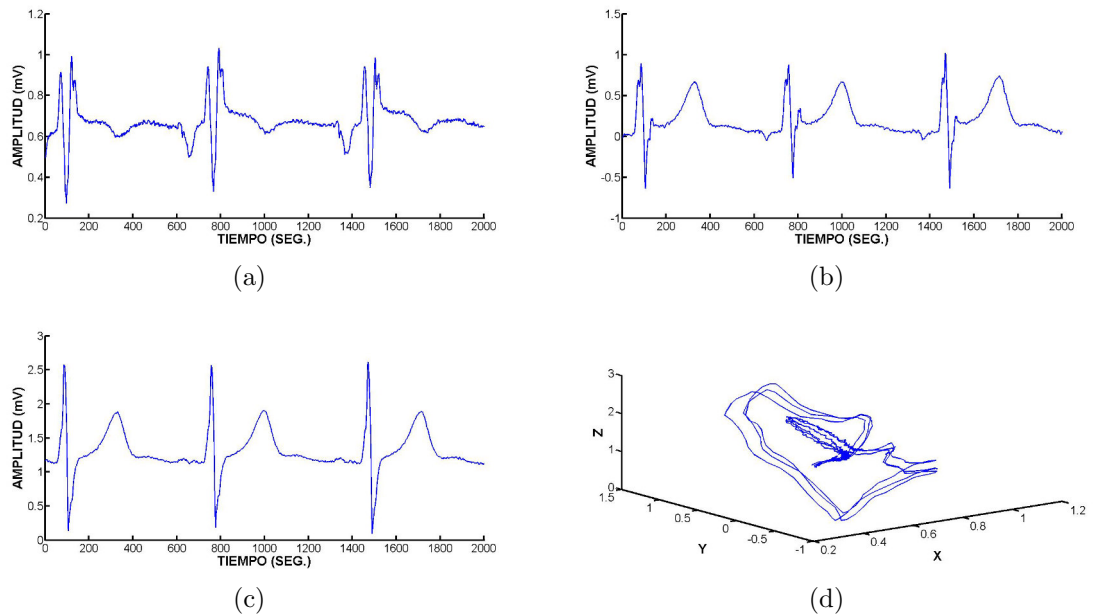 1.2
1
0.8
0.6
0.4
0.2
AMPLITUD (mV)
0 200 400 600 800 1000 1200 1400 1600 1800 2000
TIEMPO (SEG.)
(a)
1.5
1
0.5
0
-0.5
-1
AMPLITUD (mV)
0 200 400 600 800 1000 1200 1400 1600 1800 2000
TIEMPO (SEG.)
(b)
3
2.5
2
1.5
1
0.5
0
AMPLITUD (mV)
0 200 400 600 800 1000 1200 1400 1600 1800 2000
TIEMPO (SEG.)
(c)
3
2
1
0
Z
1.5 1 0.5 0 -0.5 -1
Y
0.2 0.4 0.6 0.8 1 1.2
X
(d)